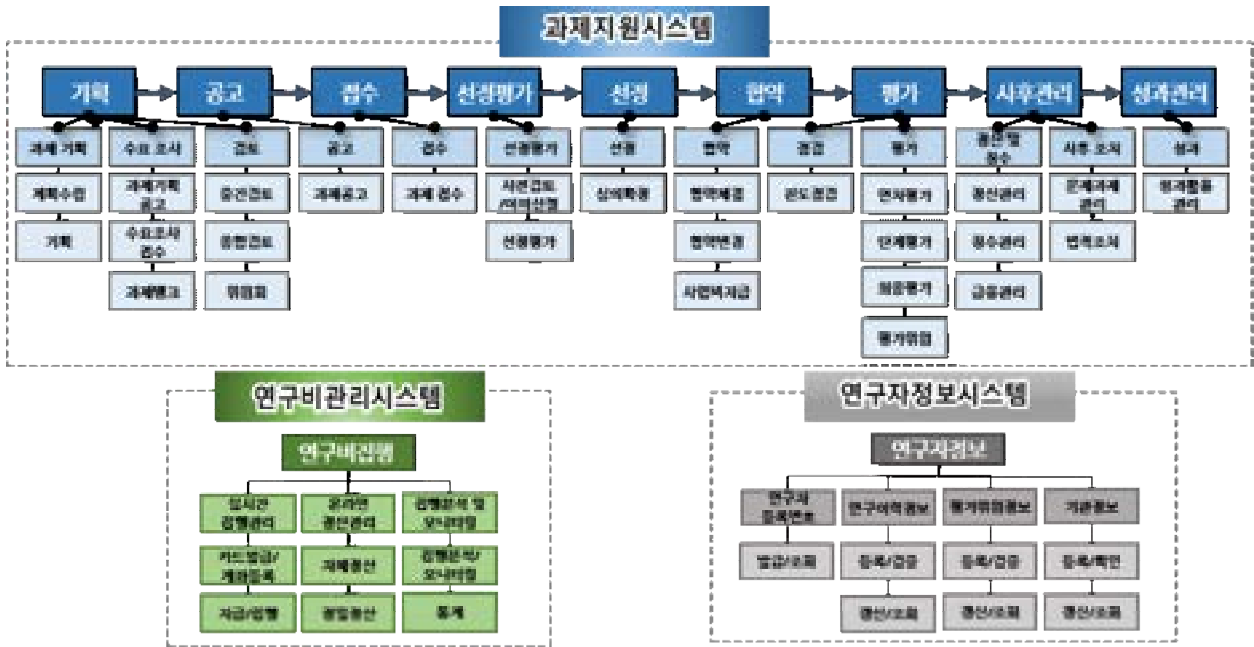 과제지원시스템
기획
공고
접수
선정평가
선정
협약
평가
사후관리
성과관리
과제 기획
수요 조사
검토
공고
접수
선정평가
선정
협약
점검
평가
정산 및
징수
사후 조치
성과
계획수립
과제기획
공고
중간검토
과제공고
과제 접수
사전검토
/이의신청
심의확정
협약체결
진도점검
연차평가
정산관리
문제과제
관리
성과활용
관리
기획
수요조사
접수
종합검토
선정평가
협약변경
단계평가
징수관리
법적조치
과제뱅크
위원회
사업비지급
최종평가
금융관리
평가위원
연구비관리시스템
연구비집행
실시간
집행관리
온라인
정산관리
집행분석 및
모니터링
카드발급/
계좌등록
자체정산
집행분석/
모니터링
지급/집행
정밀정산
통계
연구자정보시스템
연구자정보
연구자
등록번호
연구이력정보
평가위원정보
기관정보
발급/조회
등록/검증
등록/검증
등록/확인
갱신/조회
갱신/조회
갱신/조회